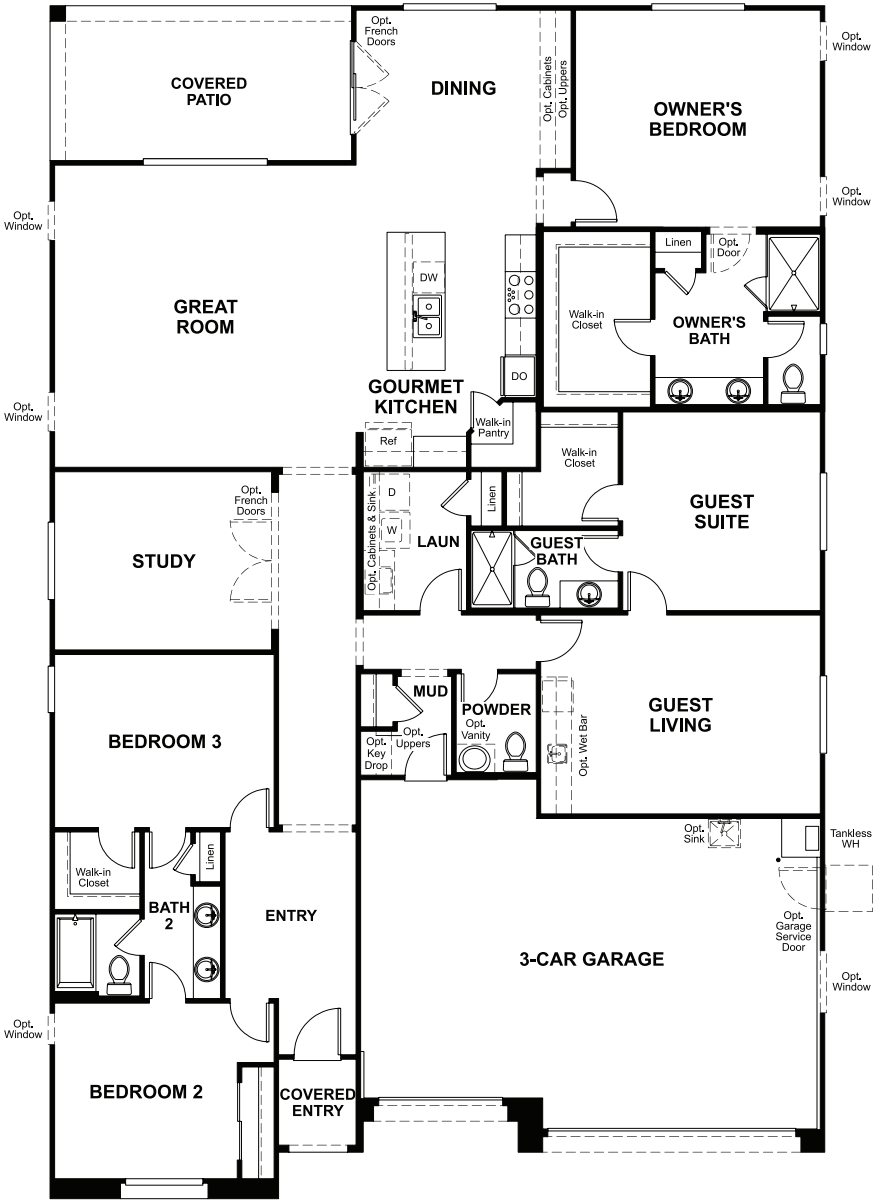 Opt.
French
Doors
COVERED
PATIO
DINING
Opt. Cabinets
Opt. Uppers
OWNER'S
BEDROOM
Opt.
Window
Opt.
Window
Opt.
Window
Linen
Opt.
Door
DW
GREAT
ROOM
Walk-in
Closet
OWNER'S
BATH
DO
GOURMET
KITCHEN
Opt.
Window
Walk-in
Pantry
Ref
Walk-in
Closet
Opt.
French
Doors
D
W
Opt. Cabinets & Sink
Linen
LAUN
GUEST
SUITE
GUEST
BATH
STUDY
MUD
POWDER
Opt.
Vanity
Opt.
Uppers
Opt.
Key
Drop
GUEST
LIVING
Opt. Wet Bar
BEDROOM 3
Opt.
Sink
Tankless
WH
Linen
Walk-in
Closet
BATH
2
ENTRY
Opt.
Garage
Service
Door
3-CAR GARAGE
Opt.
Window
Opt.
Window
BEDROOM 2
COVERED
ENTRY